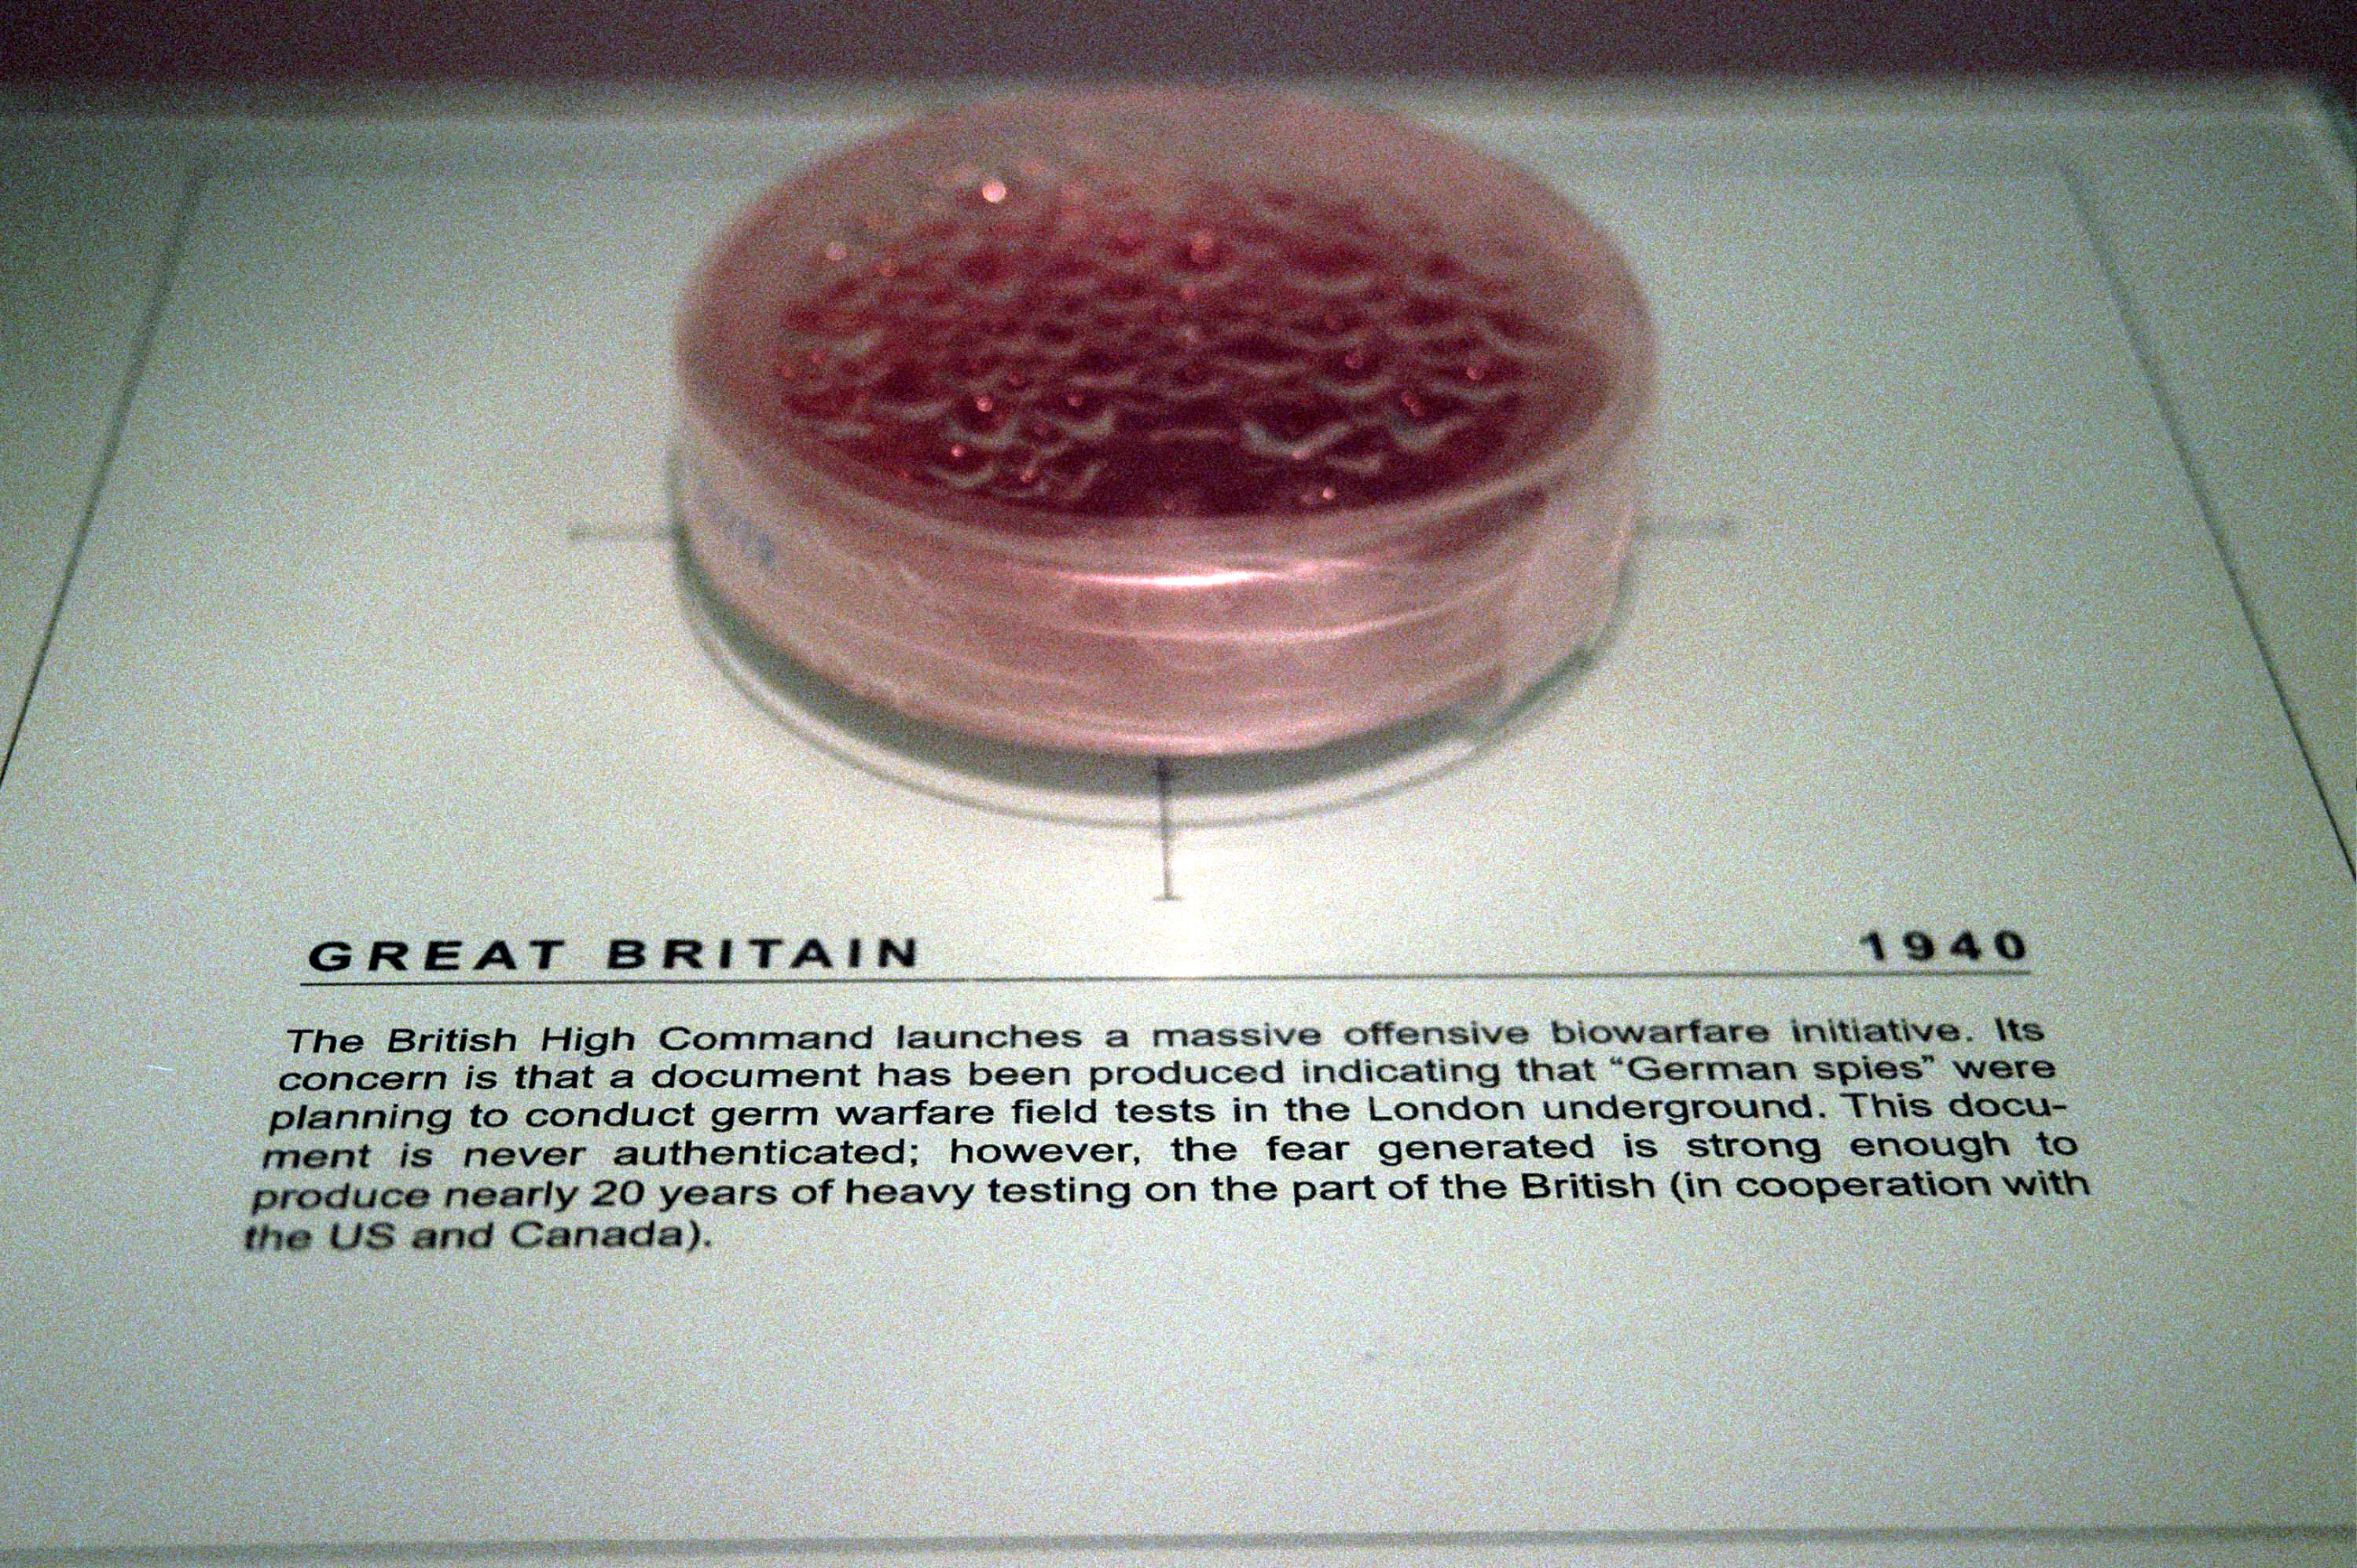 GREAT BRITAIN 1940
The British High Command launches a massive offensive biowarfare initiative. Its
concern is that a document has been produced indicating that “German spies” were
planning to conduct germ warfare field tests in the London underground. This docu-
ment is never authenticated; however, the fear generated is strong enough to
produce nearly 20 years of heavy testing on the part of the British (in cooperation with
the US and Canada).